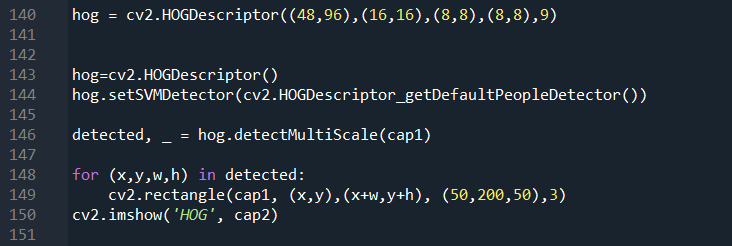 140 hog = cv2.HOGDescriptor((48,96),(16,16),(8,8),(8,8),9)
141
142
143 hog=cv2.HOGDescriptor()
144 hog.setSVMDetector(cv2.HOGDescriptor_getDefaultPeopleDetector())
145
146 detected, _ = hog.detectMultiScale(cap1)
147
148 for (x,y,w,h) in detected:
149     cv2.rectangle(cap1, (x,y),(x+w,y+h), (50,200,50),3)
150 cv2.imshow('HOG', cap2)
151